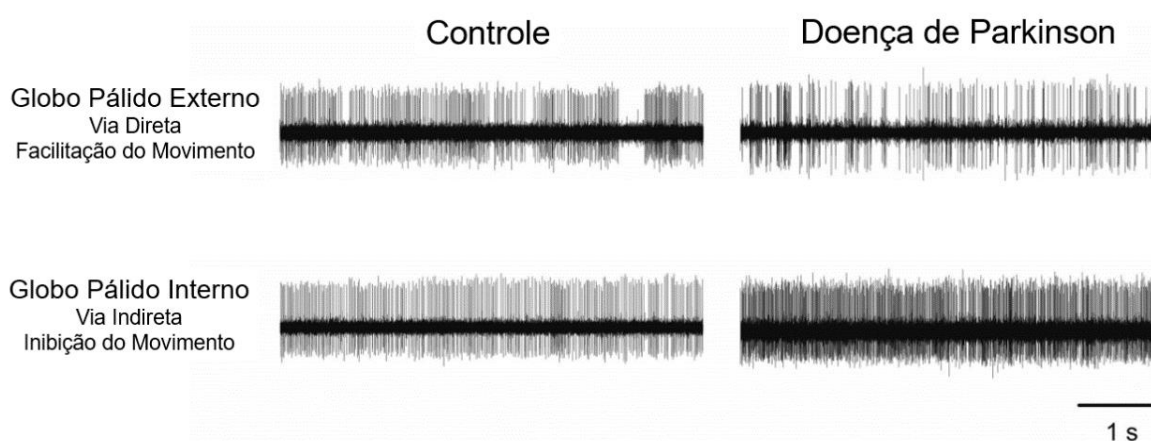 Controle
Doença de Parkinson
Globo Pálido Externo
Via Direta
Facilitação do Movimento
Globo Pálido Interno
Via Indireta
Inibição do Movimento
1 s